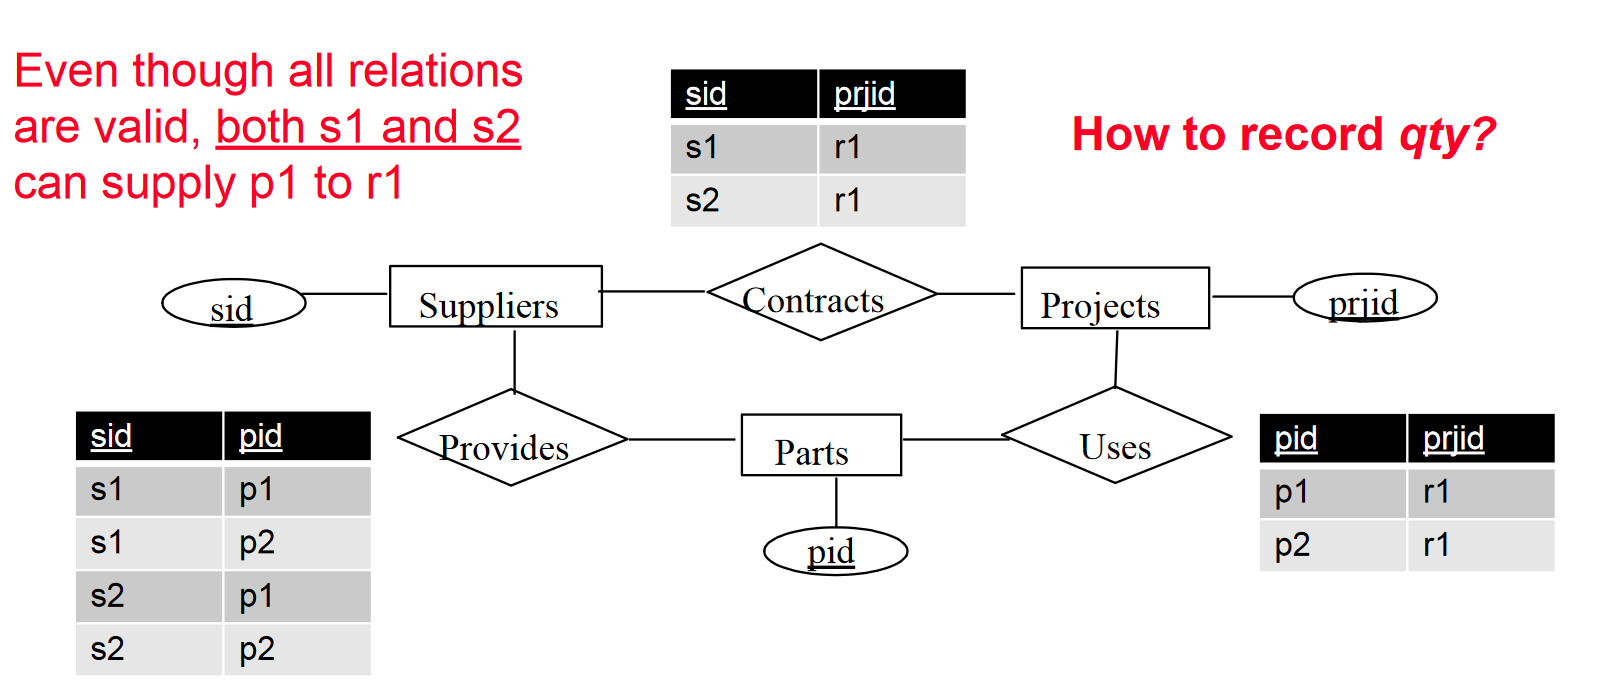 Even though all relations
are valid, both s1 and s2
can supply p1 to r1
How to record qty?
sid prjid
s1 r1
s2 r1
sid
Suppliers
Contracts
Projects
prjid
Provides
Parts
Uses
pid
sid pid
s1 p1
s1 p2
s2 p1
s2 p2
pid prjid
p1 r1
p2 r1